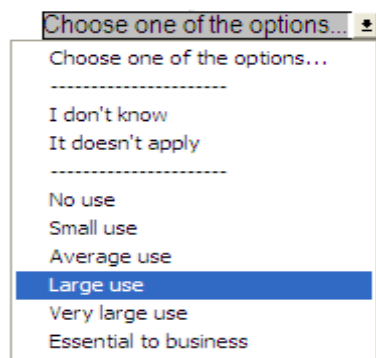 Choose one of the options...
Choose one of the options...
----------------------
I don't know
It doesn't apply
----------------------
No use
Small use
Average use
Large use
Very large use
Essential to business